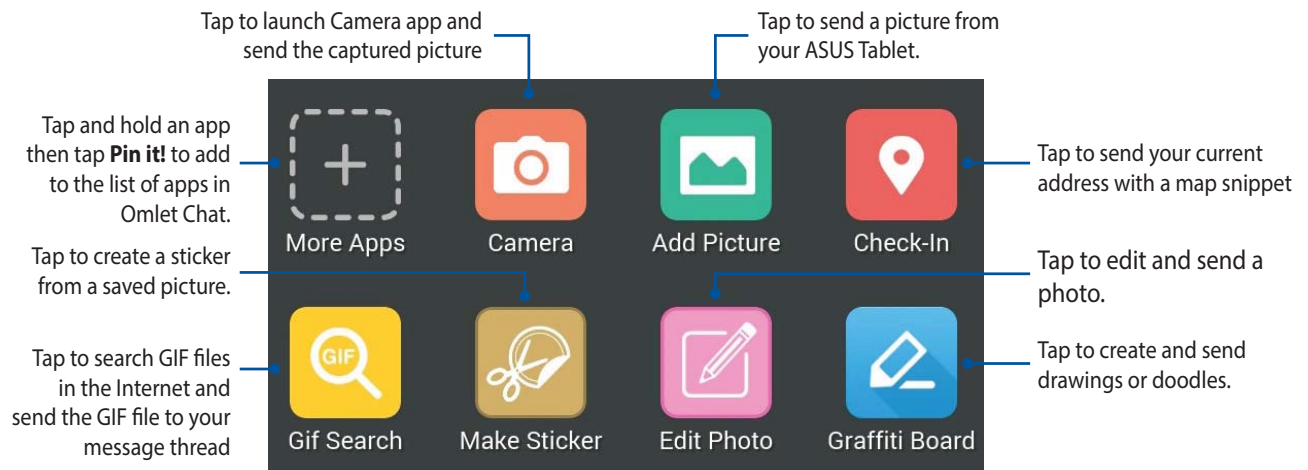 Tap to launch Camera app and
send the captured picture
Tap to send a picture from
your ASUS Tablet.
Tap and hold an app
then tap Pin it! to add
to the list of apps in
Omlet Chat.
Tap to create a sticker
from a saved picture.
Tap to search GIF files
in the Internet and
send the GIF file to your
message thread
More Apps
Camera
Add Picture
Check-In
GIF
Gif Search
Make Sticker
Edit Photo
Graffiti Board
Tap to send your current
address with a map snippet
Tap to edit and send a
photo.
Tap to create and send
drawings or doodles.